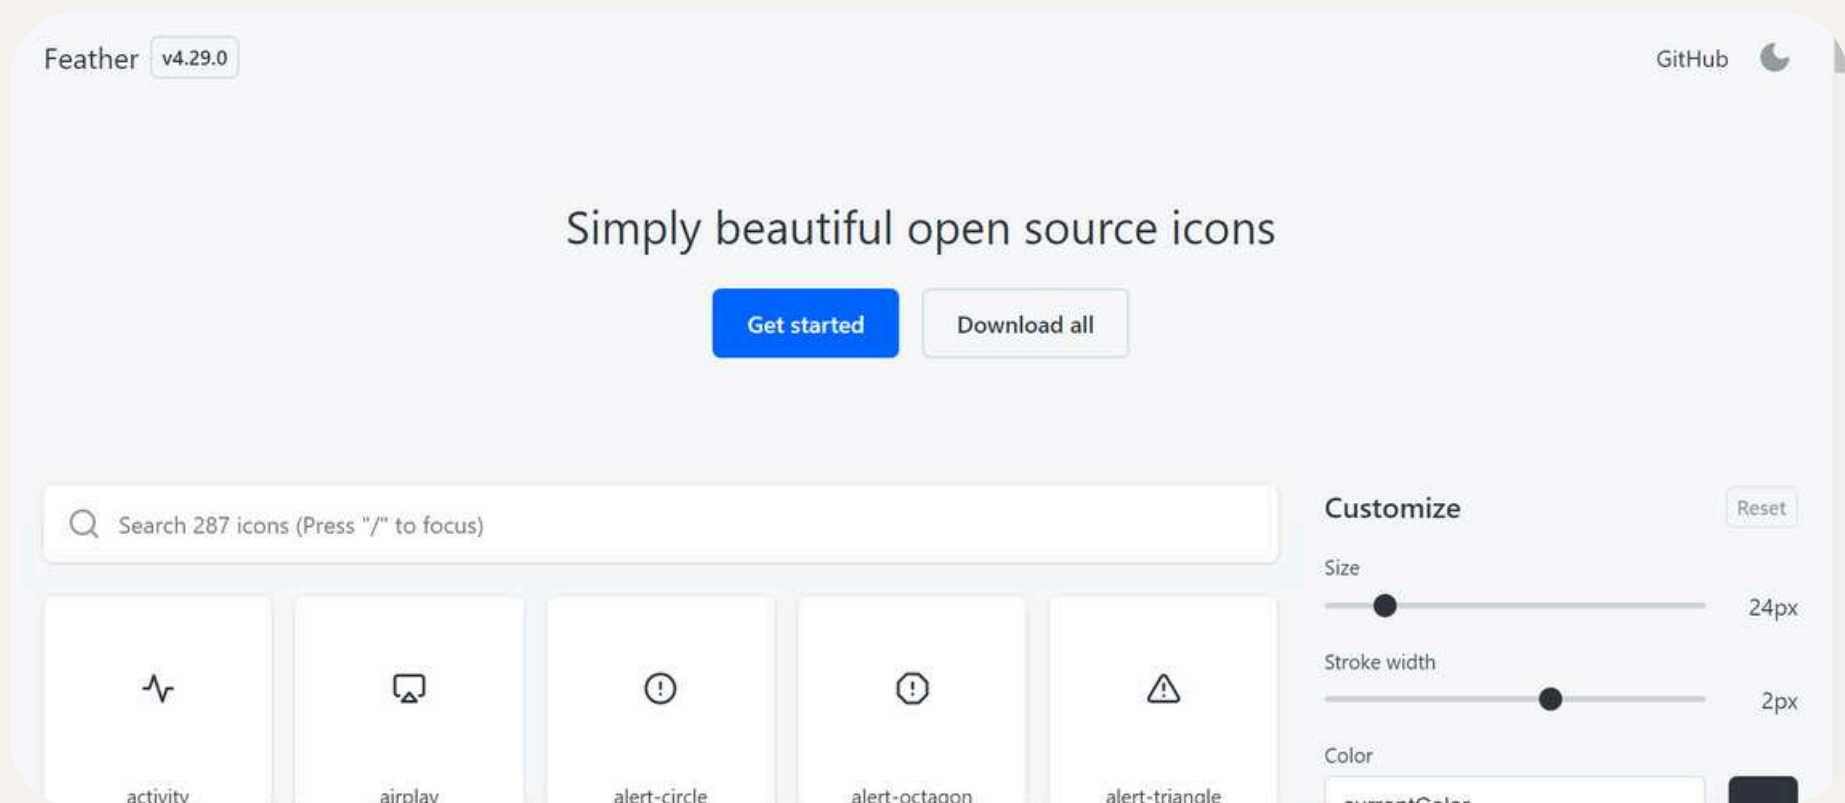 Feather v4.29.0
GitHub
Simply beautiful open source icons
Get started
Download all
Search 287 icons (Press "/" to focus)
Customize
Reset
Size
24px
Stroke width
2px
Color
currentColor
activity
airplay
alert-circle
alert-octagon
alert-triangle